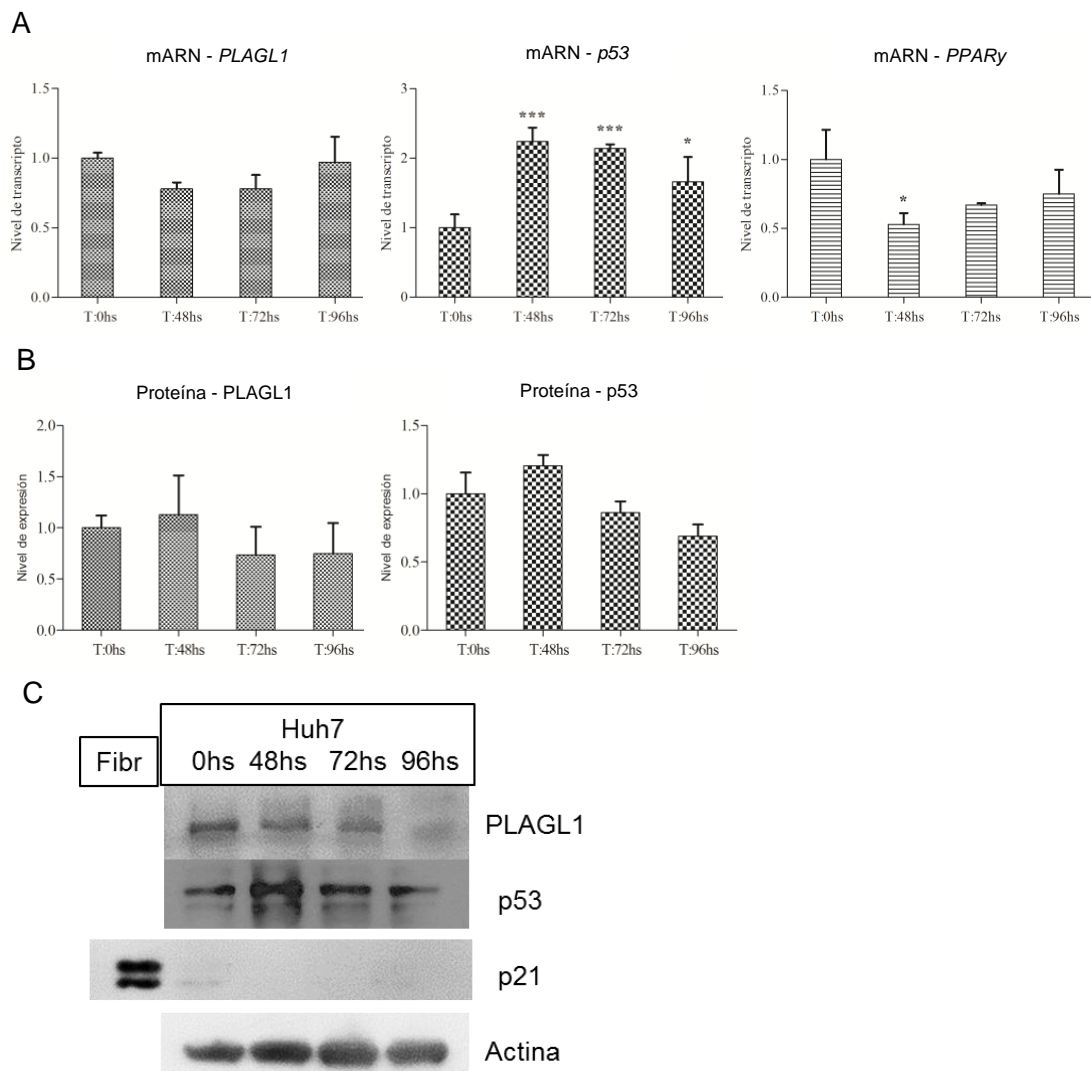 A
mARN - PLAGL1
mARN - p53
mARN - PPARy
Nivel de transcripto
1.5
1.0
0.5
0.0
T:0hs T:48hs T:72hs T:96hs
Nivel de transcripto
3
2
1
0
*** *** *
T:0hs T:48hs T:72hs T:96hs
Nivel de transcripto
1.5
1.0
0.5
0.0
*
T:0hs T:48hs T:72hs T:96hs
B
Proteína - PLAGL1
Proteína - p53
Nivel de expresión
2.0
1.5
1.0
0.5
0.0
T:0hs T:48hs T:72hs T:96hs
Nivel de expresión
1.5
1.0
0.5
0.0
T:0hs T:48hs T:72hs T:96hs
C
Huh7
Fibr 0hs 48hs 72hs 96hs
PLAGL1
p53
p21
Actina